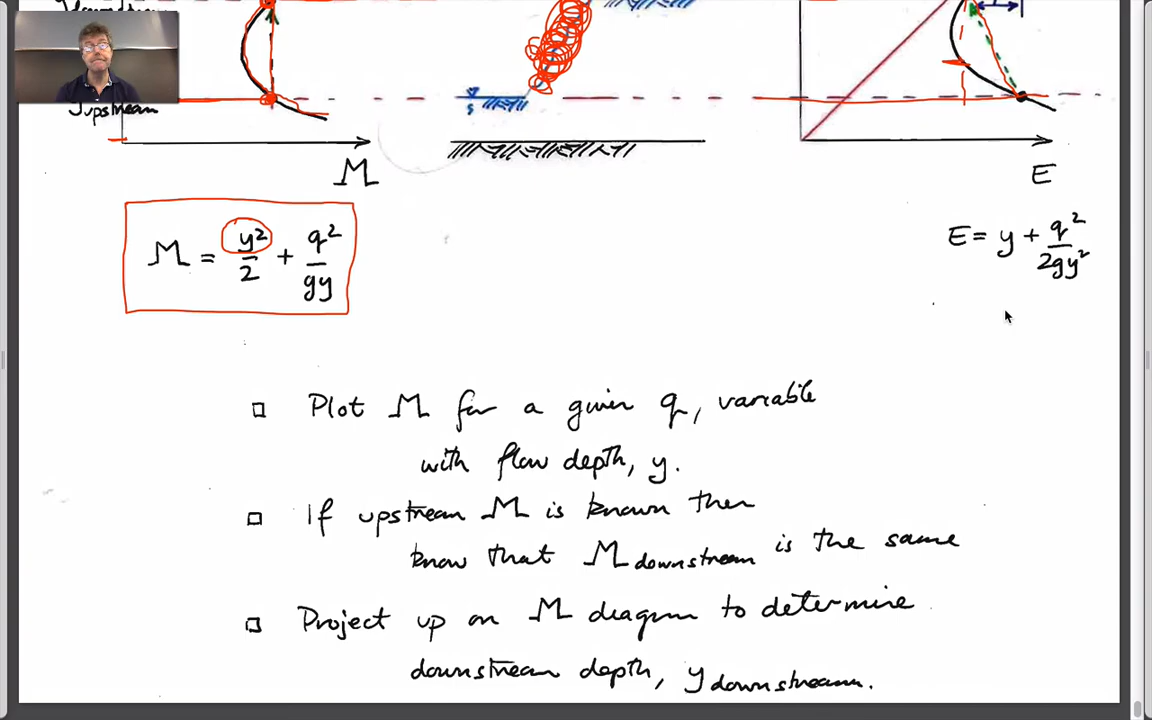 Upstream
M
E
M = y²/2 + q²/gy
E = y + q²/2gy²
Plot M for a given q, variable
with flow depth, y.
If upstream M is known then
know that M downstream is the same
Project up on M diagram to determine
downstream depth, y downstream.